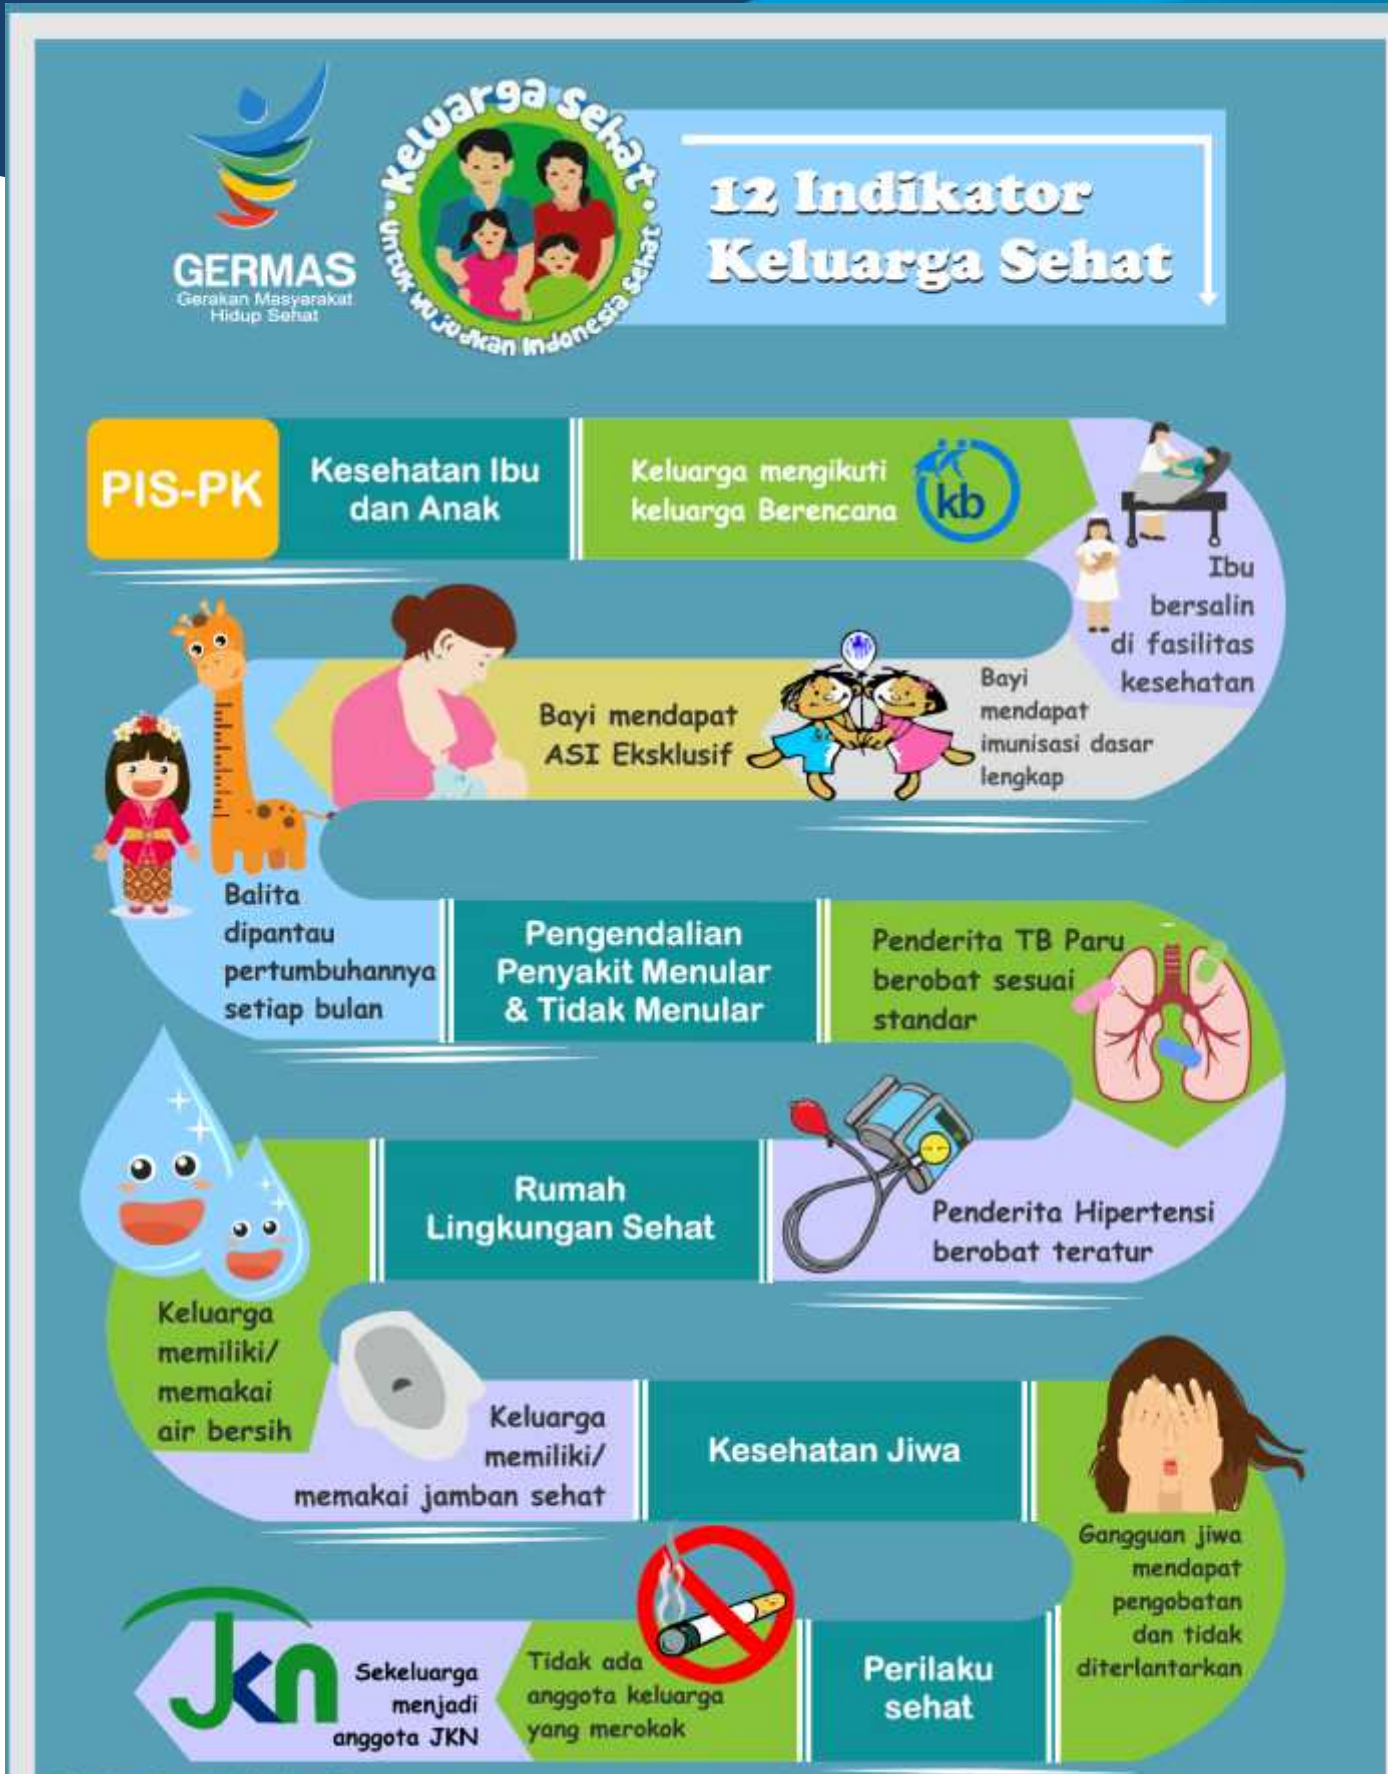 GERMAS
Gerakan Masyarakat
Hidup Sehat
Keluarga Sehat
Untuk Wujudkan Indonesia Sehat
12 Indikator
Keluarga Sehat
PIS-PK
Kesehatan Ibu
dan Anak
Keluarga mengikuti
keluarga Berencana
kb
Ibu
bersalin
di fasilitas
kesehatan
Bayi
mendapat
imunisasi dasar
lengkap
Bayi mendapat
ASI Eksklusif
Balita
dipantau
pertumbuhannya
setiap bulan
Pengendalian
Penyakit Menular
& Tidak Menular
Penderita TB Paru
berobat sesuai
standar
Penderita Hipertensi
berobat teratur
Rumah
Lingkungan Sehat
Keluarga
memiliki/
memakai
air bersih
Keluarga
memiliki/
memakai jamban sehat
Kesehatan Jiwa
Gangguan jiwa
mendapat
pengobatan
dan tidak
diterlantarkan
Perilaku
sehat
Tidak ada
anggota keluarga
yang merokok
Jkn
Sekeluarga
menjadi
anggota JKN